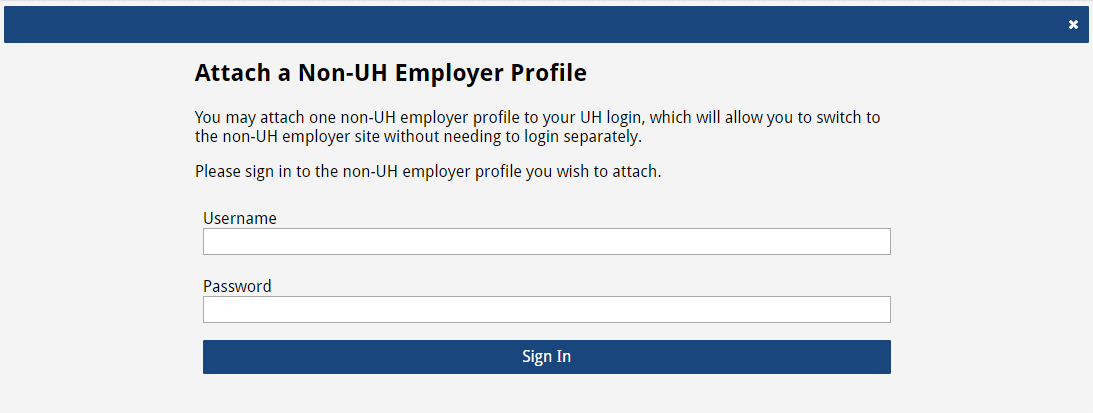 Attach a Non-UH Employer Profile
You may attach one non-UH employer profile to your UH login, which will allow you to switch to
the non-UH employer site without needing to login separately.
Please sign in to the non-UH employer profile you wish to attach.
Username
Password
Sign In